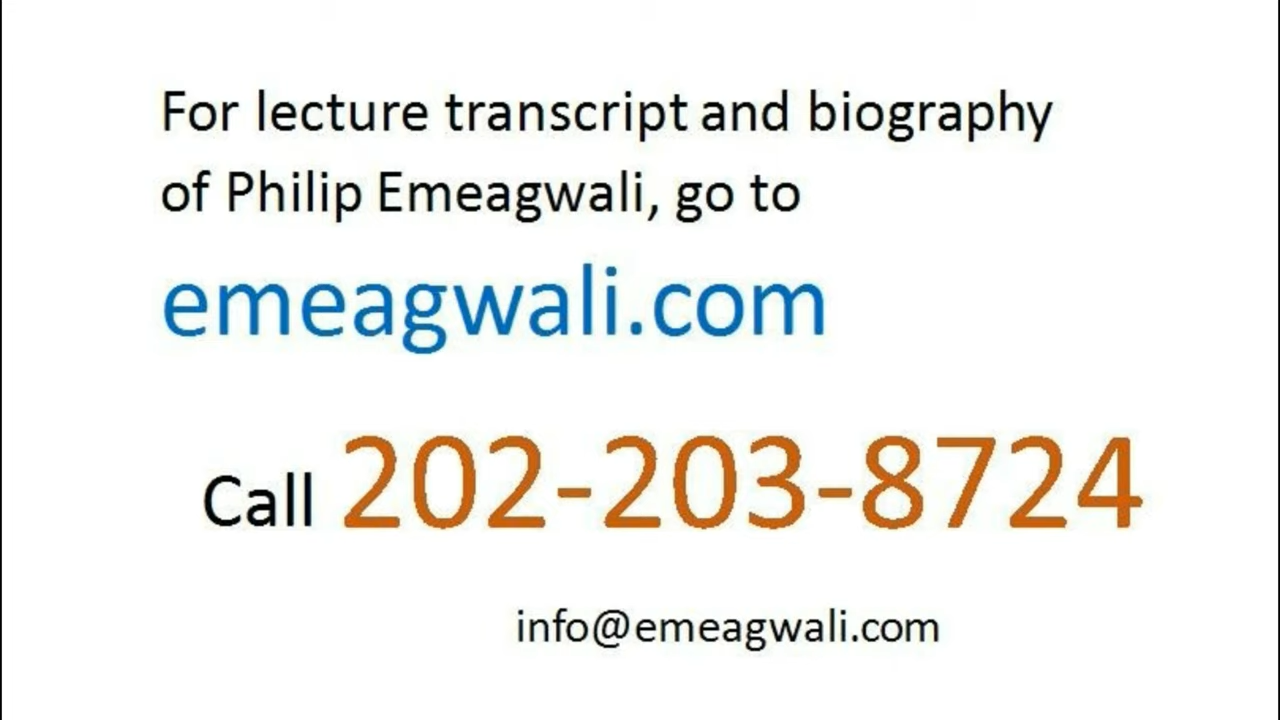 For lecture transcript and biography
of Philip Emeagwali, go to
emeagwali.com
Call 202-203-8724
info@emeagwali.com